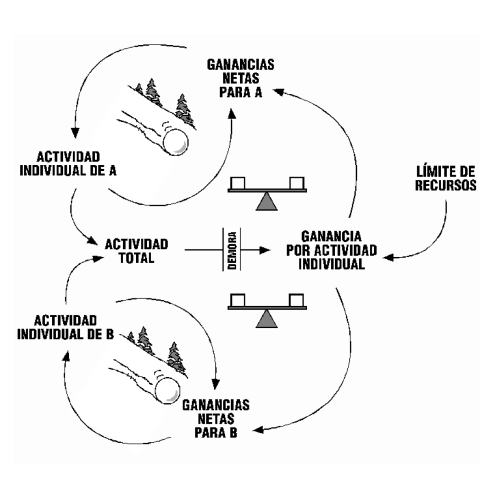 GANANCIAS
NETAS
PARA A
ACTIVIDAD
INDIVIDUAL DE A
LÍMITE DE
RECURSOS
ACTIVIDAD
TOTAL
DEMORA
GANANCIA
POR ACTIVIDAD
INDIVIDUAL
ACTIVIDAD
INDIVIDUAL DE B
GANANCIAS
NETAS
PARA B